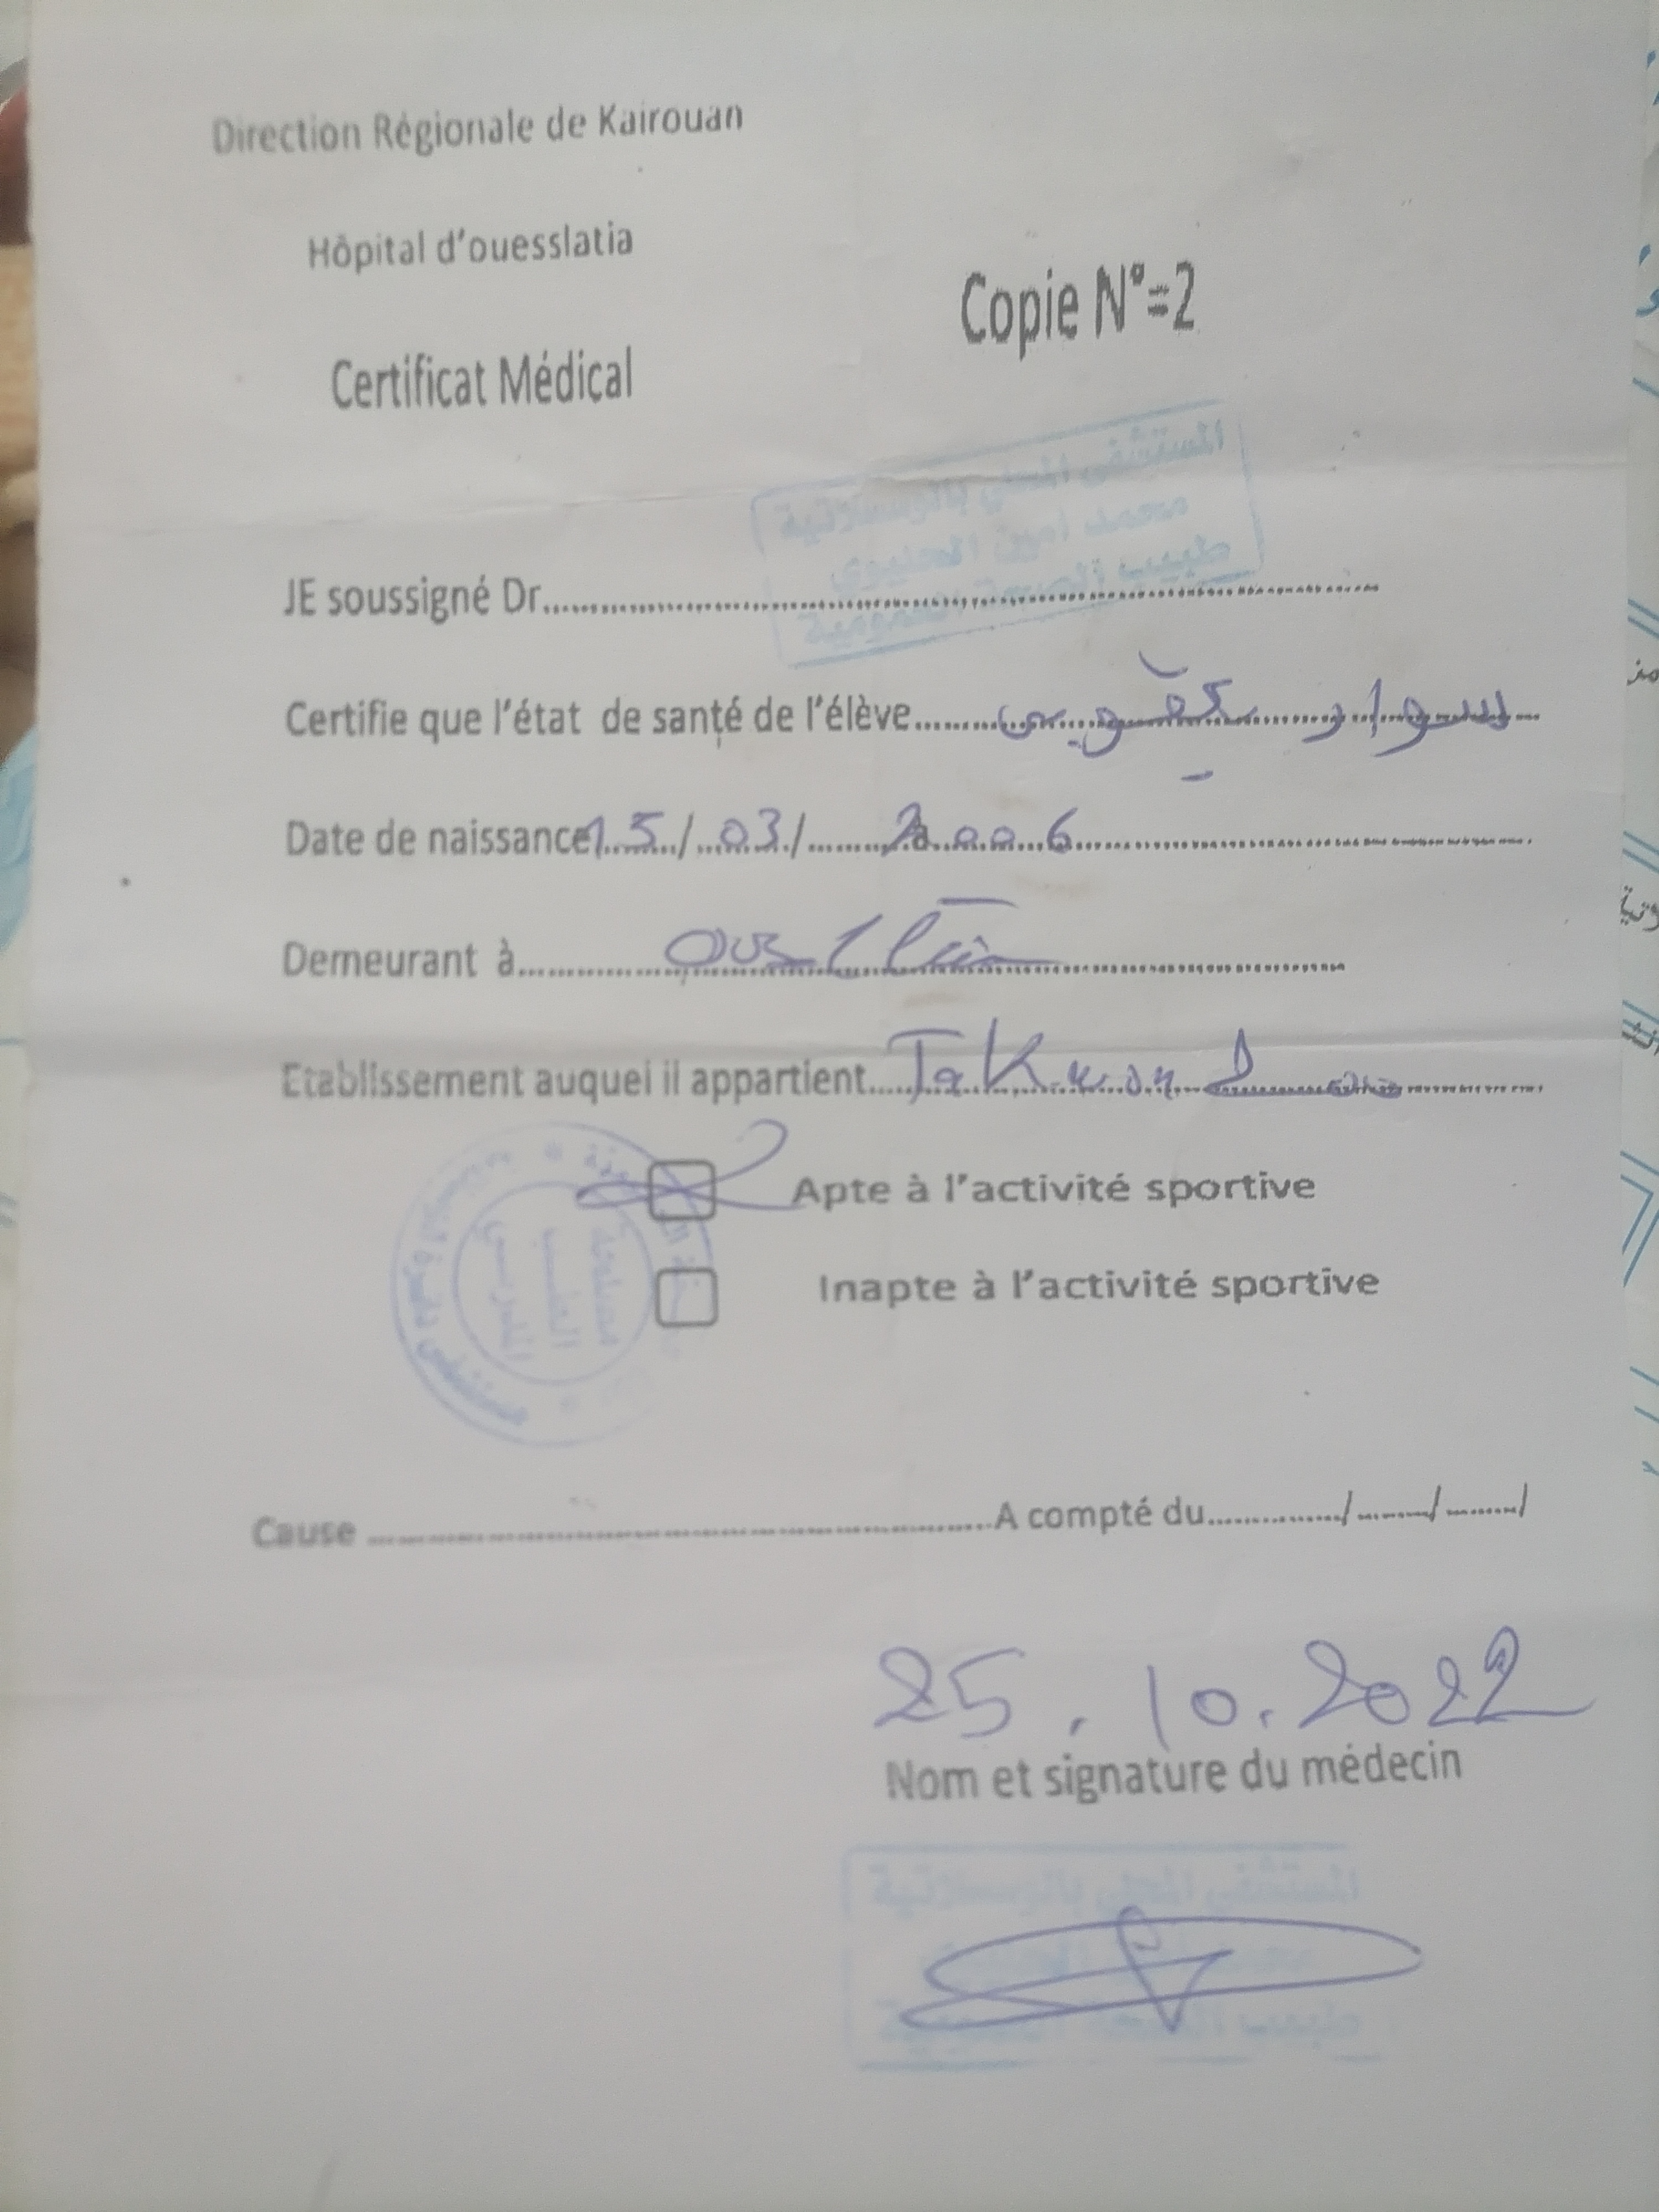 Direction Régionale de Kairouan
Hôpital d'ouesslatia
Copie N°=2
Certificat Médical
JE soussigné Dr....................
Certifie que l'état de santé de l'élève........ سوار
Date de naissance 15/03/2006
Demeurant à....................
Etablissement auquel il appartient..... TaKwonDoo
Apte à l'activité sportive
Inapte à l'activité sportive
Cause ....................A compté du............../......../......../
25.10.2022
Nom et signature du médecin